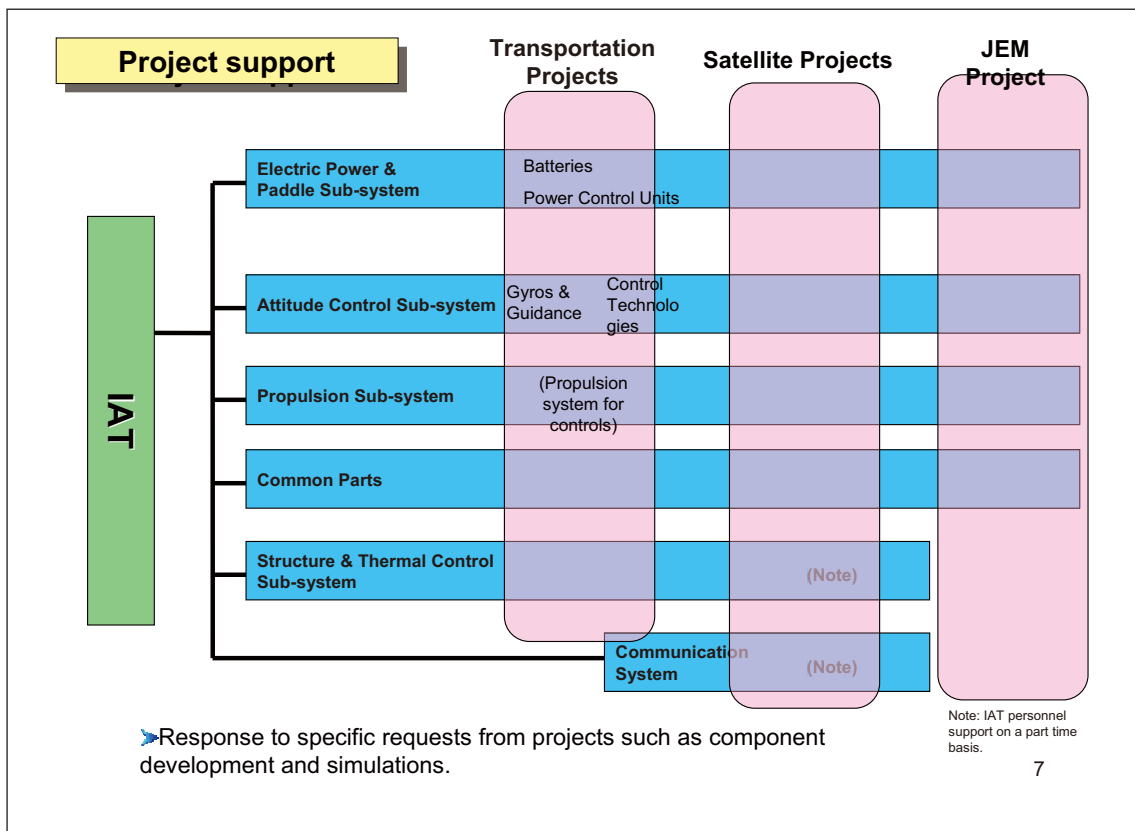 Project support
Transportation
Projects
Satellite Projects
JEM
Project
IAT
Electric Power &
Paddle Sub-system
Batteries
Power Control Units
Attitude Control Sub-system
Gyros &
Guidance
Control
Technolo
gies
Propulsion Sub-system
(Propulsion
system for
controls)
Common Parts
Structure & Thermal Control
Sub-system
(Note)
Communication
System
(Note)
Note: IAT personnel
support on a part time
basis.
Response to specific requests from projects such as component
development and simulations.
7